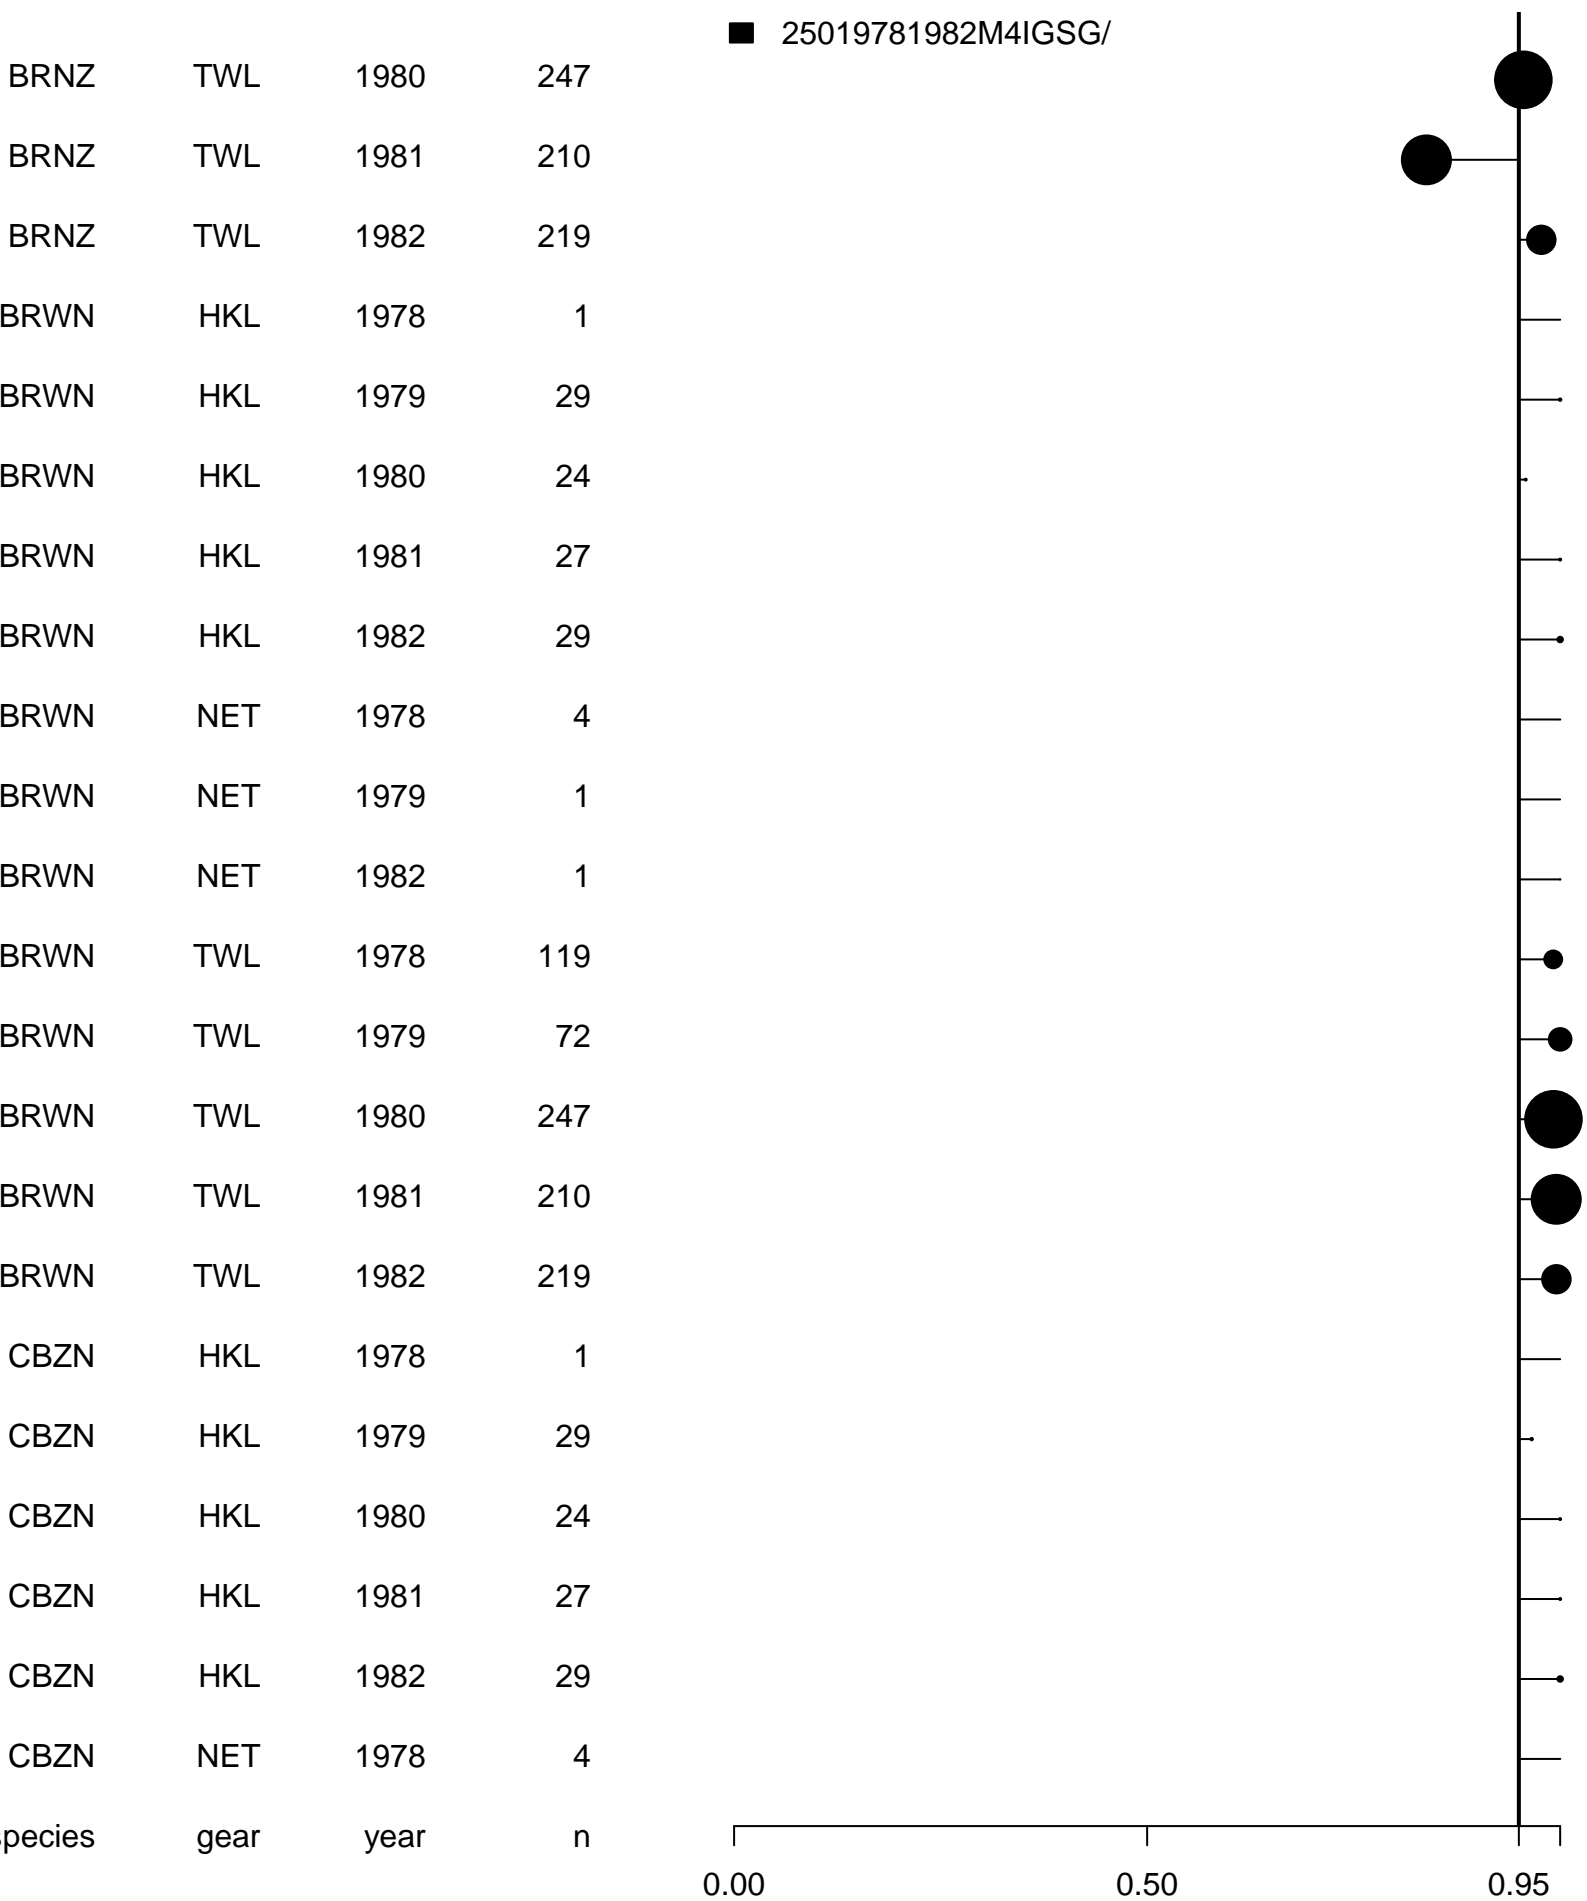 25019781982M4IGSG/
BRNZ TWL 1980 247
BRNZ TWL 1981 210
BRNZ TWL 1982 219
BRWN HKL 1978 1
BRWN HKL 1979 29
BRWN HKL 1980 24
BRWN HKL 1981 27
BRWN HKL 1982 29
BRWN NET 1978 4
BRWN NET 1979 1
BRWN NET 1982 1
BRWN TWL 1978 119
BRWN TWL 1979 72
BRWN TWL 1980 247
BRWN TWL 1981 210
BRWN TWL 1982 219
CBZN HKL 1978 1
CBZN HKL 1979 29
CBZN HKL 1980 24
CBZN HKL 1981 27
CBZN HKL 1982 29
CBZN NET 1978 4
species gear year n
0.00 0.50 0.95